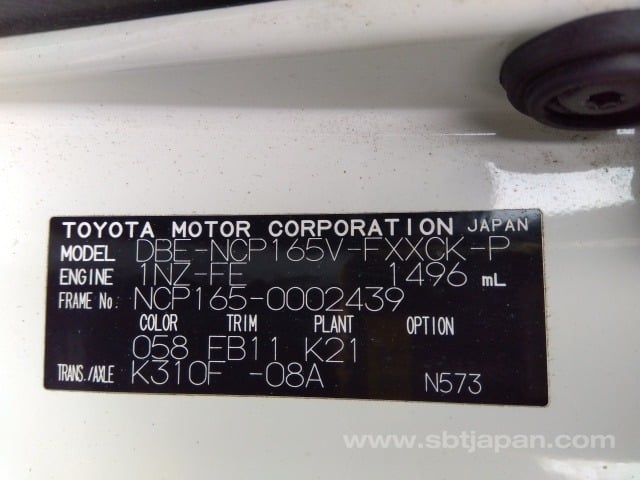 TOYOTA MOTOR CORPORATION JAPAN
MODEL DBE-NCP165V-FXXCK-P
ENGINE 1NZ-FE 1496 mL
FRAME No. NCP165-0002439
COLOR TRIM PLANT OPTION
058 EB11 K21
TRANS./AXLE K310F -08A N573
www.sbtjapan.com